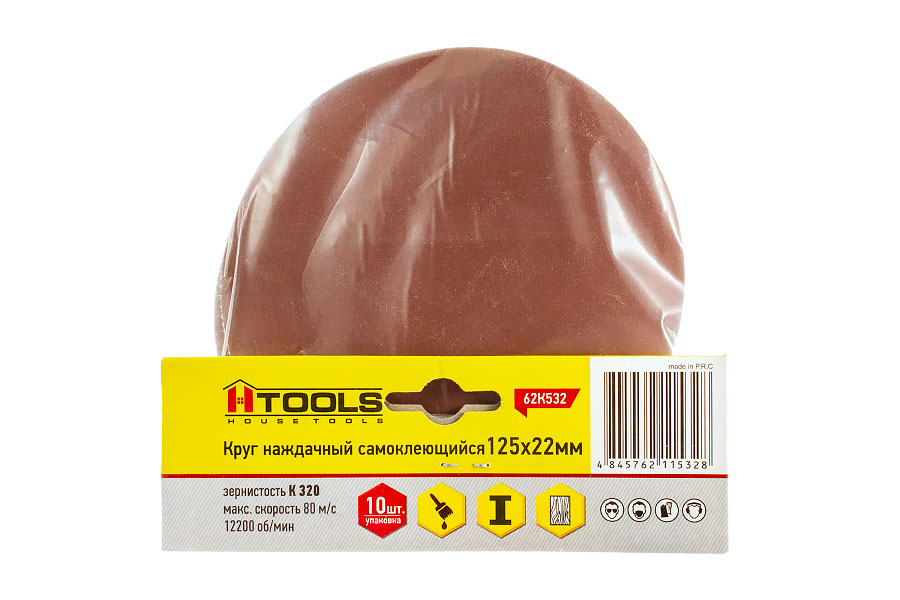 made in P.R.C
HTOOLS
HOUSE TOOLS
62K532
Круг наждачный самоклеющийся 125x22мм
4 845762 115328
зернистость К 320
макс. скорость 80 м/с
12200 об/мин
10шт.
упаковка